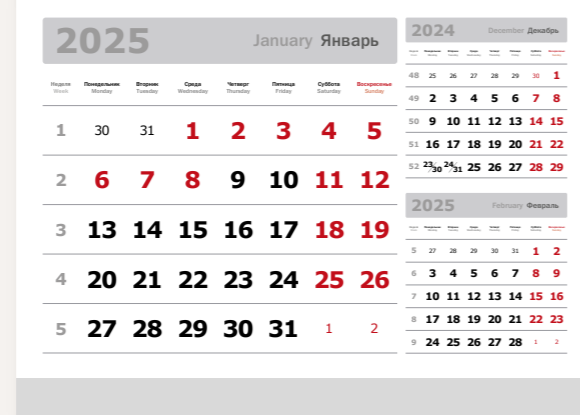 2025 January Январь
Неделя Понедельник Вторник Среда Четверг Пятница Суббота Воскресенье
Week Monday Tuesday Wednesday Thursday Friday Saturday Sunday
1 30 31 1 2 3 4 5
2 6 7 8 9 10 11 12
3 13 14 15 16 17 18 19
4 20 21 22 23 24 25 26
5 27 28 29 30 31 1 2
2024 December Декабрь
48 25 26 27 28 29 30 1
49 2 3 4 5 6 7 8
50 9 10 11 12 13 14 15
51 16 17 18 19 20 21 22
52 23/30 24/31 25 26 27 28 29
2025 February Февраль
5 27 28 29 30 31 1 2
6 3 4 5 6 7 8 9
7 10 11 12 13 14 15 16
8 17 18 19 20 21 22 23
9 24 25 26 27 28 1 2